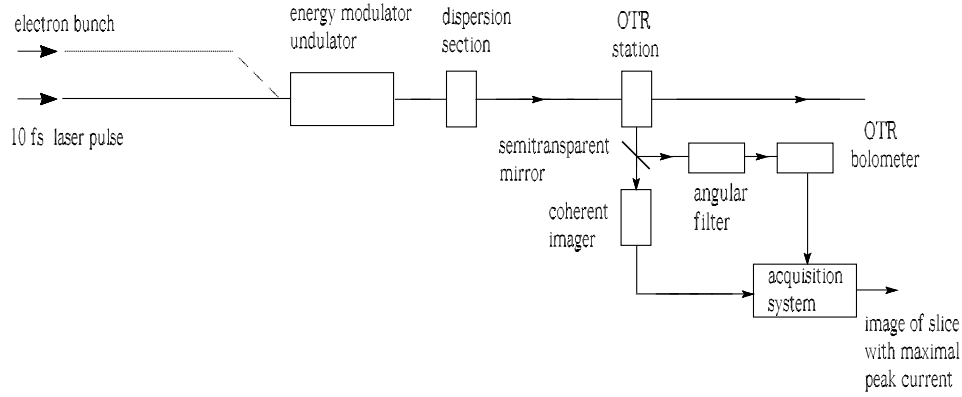 electron bunch
10 fs laser pulse
energy modulator
undulator
dispersion
section
OTR
station
semitransparent
mirror
coherent
imager
angular
filter
OTR
bolometer
acquisition
system
image of slice
with maximal
peak current